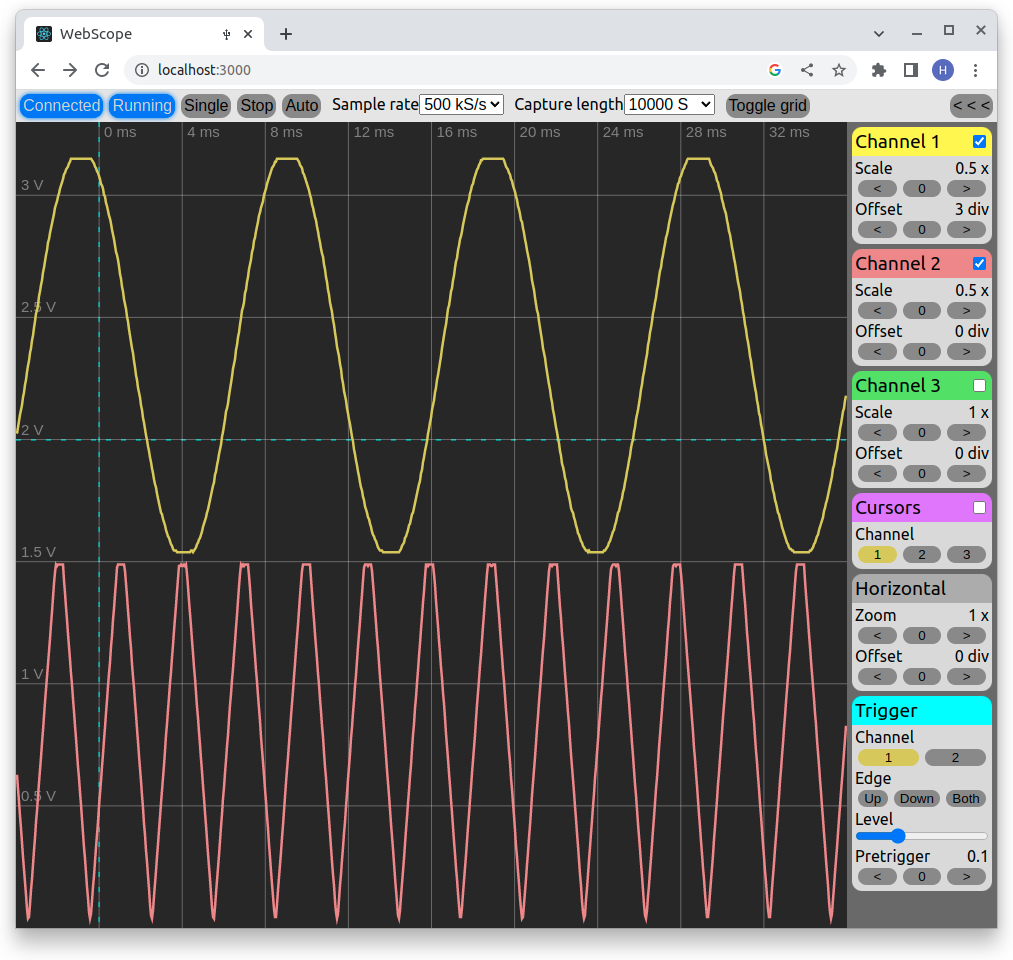 WebScope
localhost:3000
H
Connected Running Single Stop Auto Sample rate 500 kS/s Capture length 10000 S Toggle grid < < <
0 ms 4 ms 8 ms 12 ms 16 ms 20 ms 24 ms 28 ms 32 ms
3 V
2.5 V
2 V
1.5 V
1 V
0.5 V
Channel 1
Scale 0.5 x
< 0 >
Offset 3 div
< 0 >
Channel 2
Scale 0.5 x
< 0 >
Offset 0 div
< 0 >
Channel 3
Scale 1 x
< 0 >
Offset 0 div
< 0 >
Cursors
Channel
1 2 3
Horizontal
Zoom 1 x
< 0 >
Offset 0 div
< 0 >
Trigger
Channel
1 2
Edge
Up Down Both
Level
Pretrigger 0.1
< 0 >